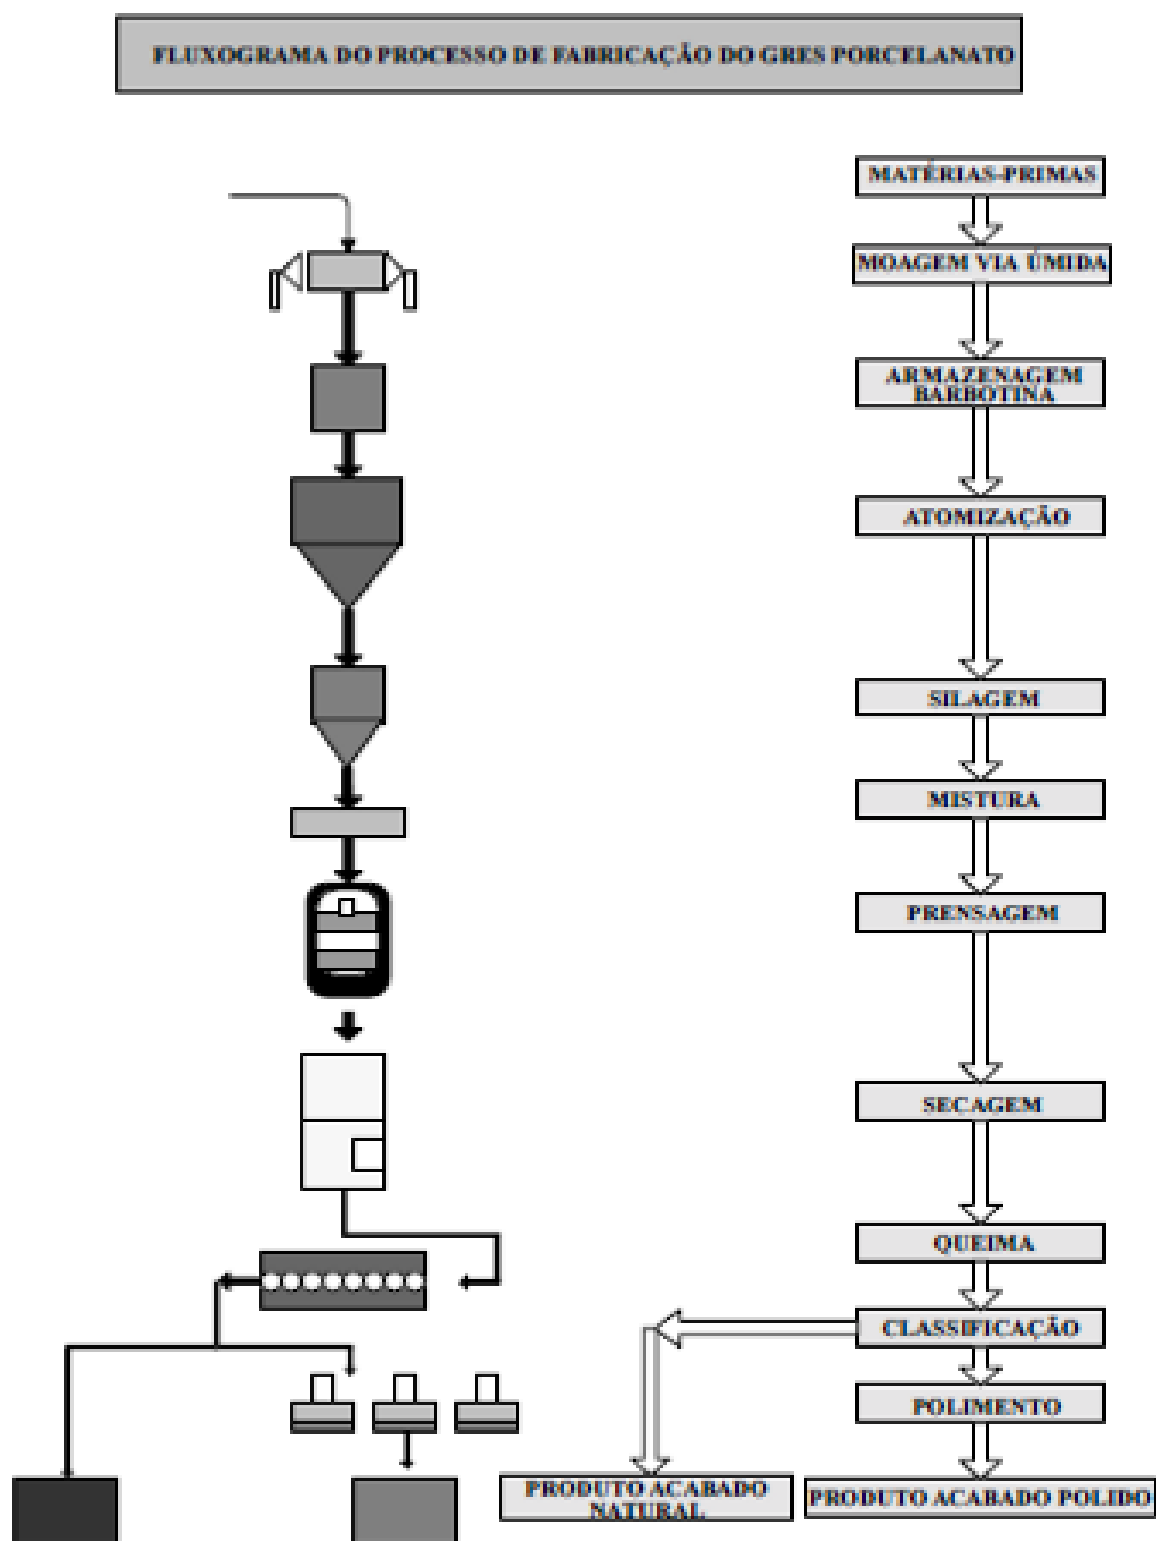 FLUXOGRAMA DO PROCESSO DE FABRICAÇÃO DO GRES PORCELANATO
MATÉRIAS-PRIMAS
MOAGEM VIA ÚMIDA
ARMAZENAGEM
BARBOTINA
ATOMIZAÇÃO
SILAGEM
MISTURA
PRENSAGEM
SECAGEM
QUEIMA
CLASSIFICAÇÃO
POLIMENTO
PRODUTO ACABADO
NATURAL
PRODUTO ACABADO POLIDO